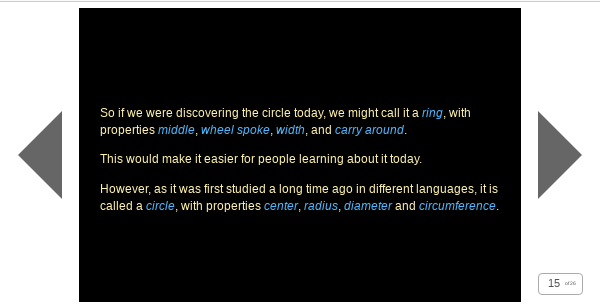 So if we were discovering the circle today, we might call it a ring, with
properties middle, wheel spoke, width, and carry around.
This would make it easier for people learning about it today.
However, as it was first studied a long time ago in different languages, it is
called a circle, with properties center, radius, diameter and circumference.
15 of 26